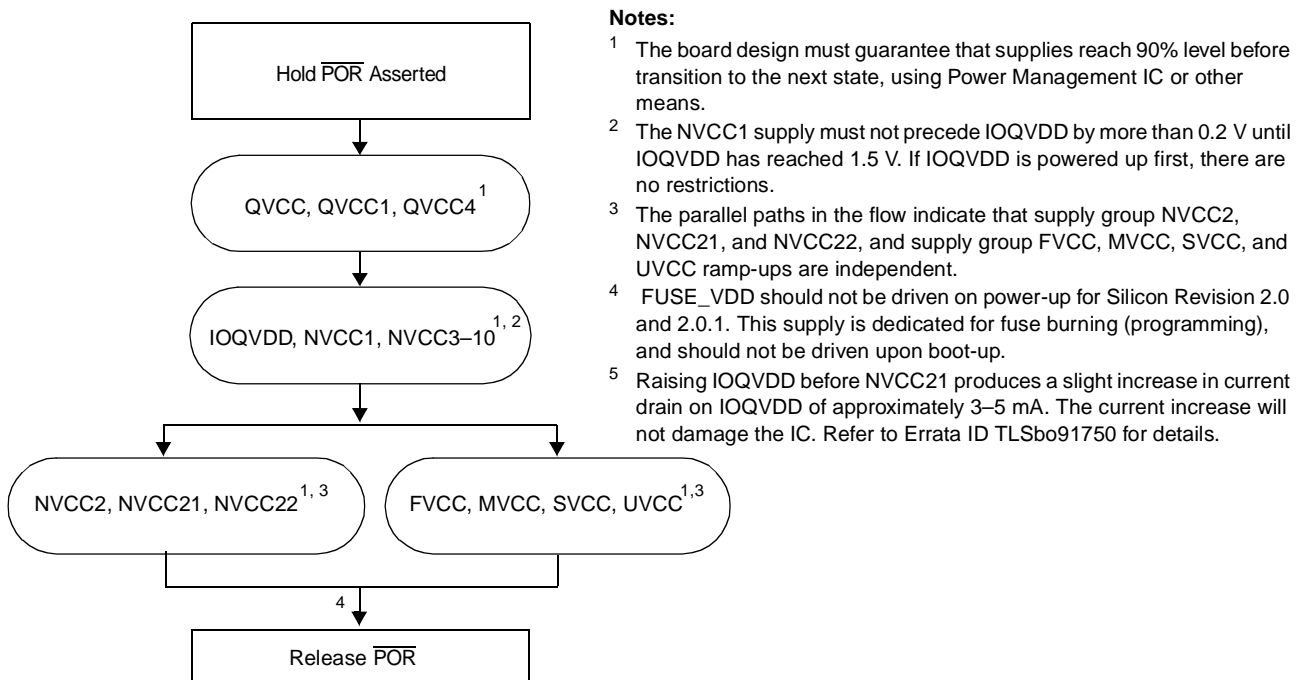 Hold POR Asserted
QVCC, QVCC1, QVCC4 1
IOQVDD, NVCC1, NVCC3–10 1, 2
NVCC2, NVCC21, NVCC22 1, 3
FVCC, MVCC, SVCC, UVCC 1,3
4
Release POR
Notes:
1 The board design must guarantee that supplies reach 90% level before
transition to the next state, using Power Management IC or other
means.
2 The NVCC1 supply must not precede IOQVDD by more than 0.2 V until
IOQVDD has reached 1.5 V. If IOQVDD is powered up first, there are
no restrictions.
3 The parallel paths in the flow indicate that supply group NVCC2,
NVCC21, and NVCC22, and supply group FVCC, MVCC, SVCC, and
UVCC ramp-ups are independent.
4 FUSE_VDD should not be driven on power-up for Silicon Revision 2.0
and 2.0.1. This supply is dedicated for fuse burning (programming),
and should not be driven upon boot-up.
5 Raising IOQVDD before NVCC21 produces a slight increase in current
drain on IOQVDD of approximately 3–5 mA. The current increase will
not damage the IC. Refer to Errata ID TLSbo91750 for details.